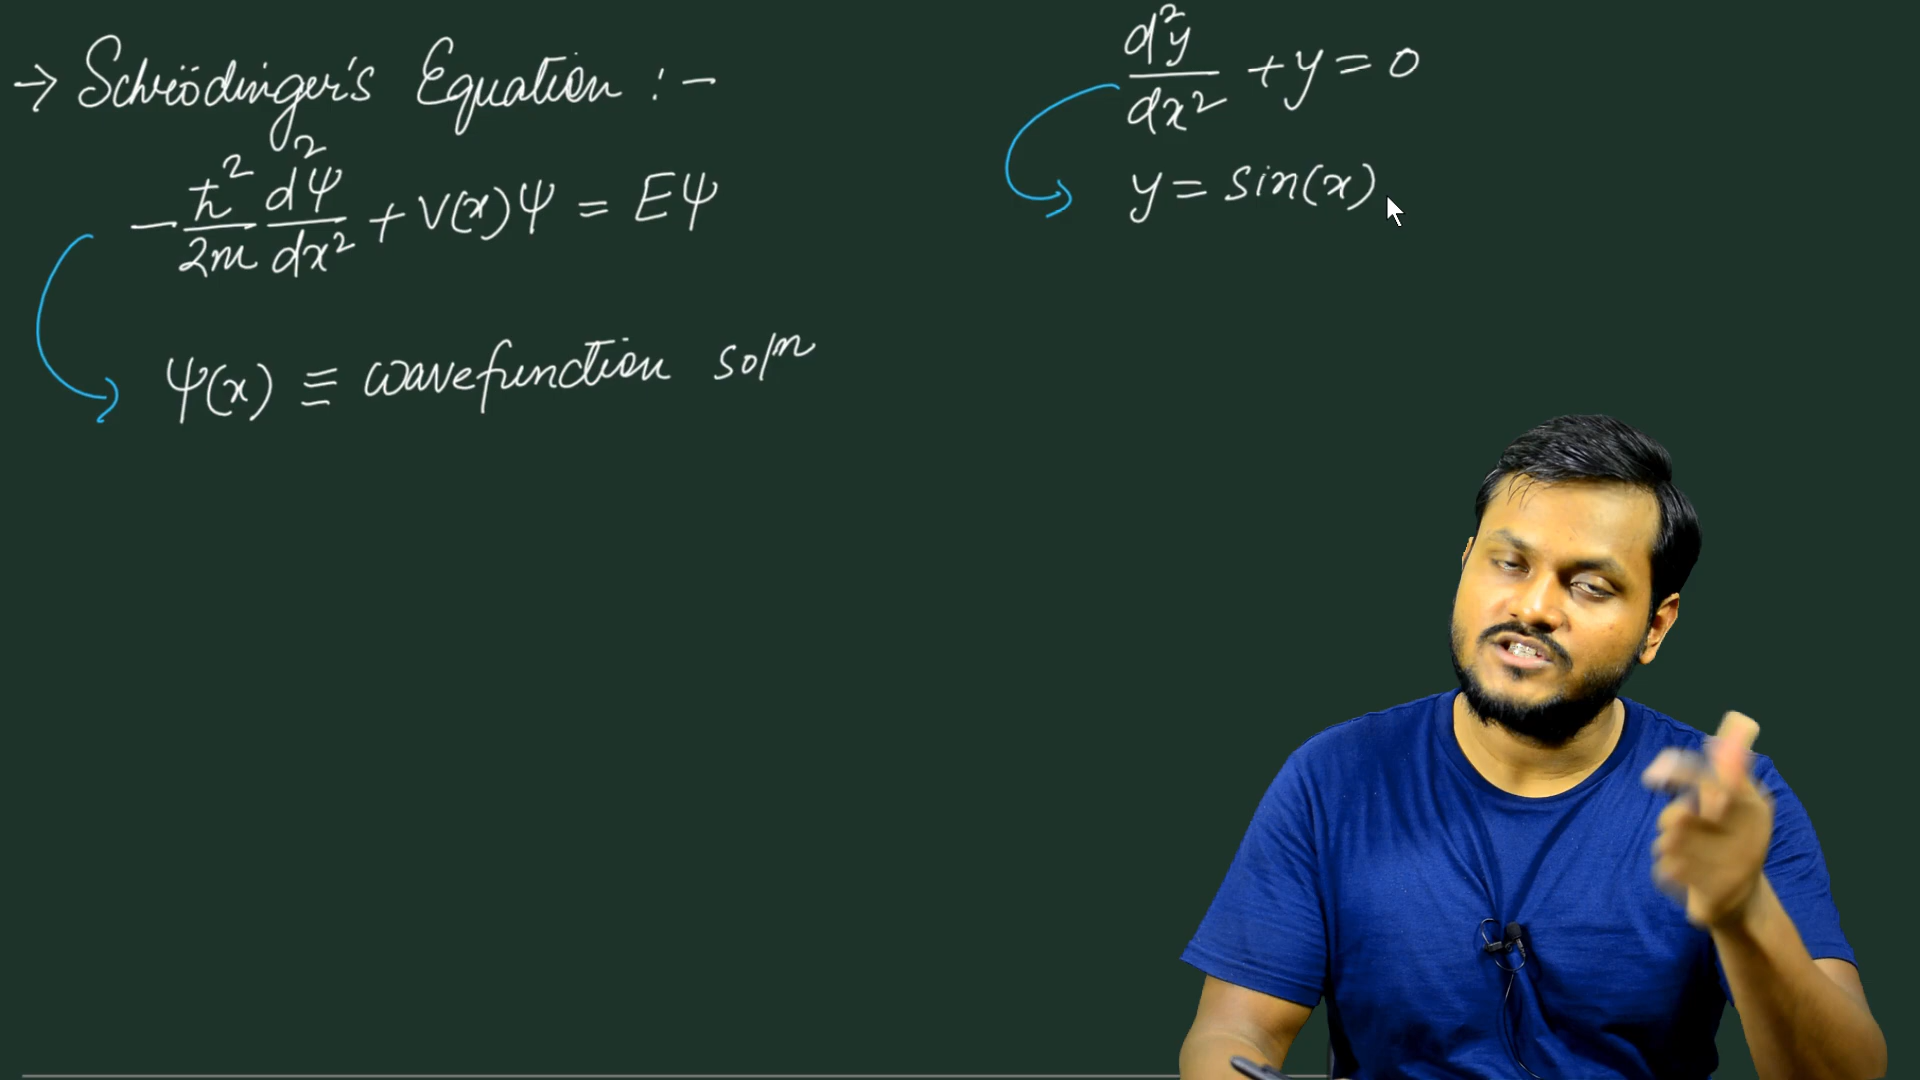 → Schrödinger's Equation :-
-ħ²/2m d²ψ/dx² + V(x)ψ = Eψ
ψ(x) ≡ wavefunction solⁿ
d²y/dx² + y = 0
y = sin(x)